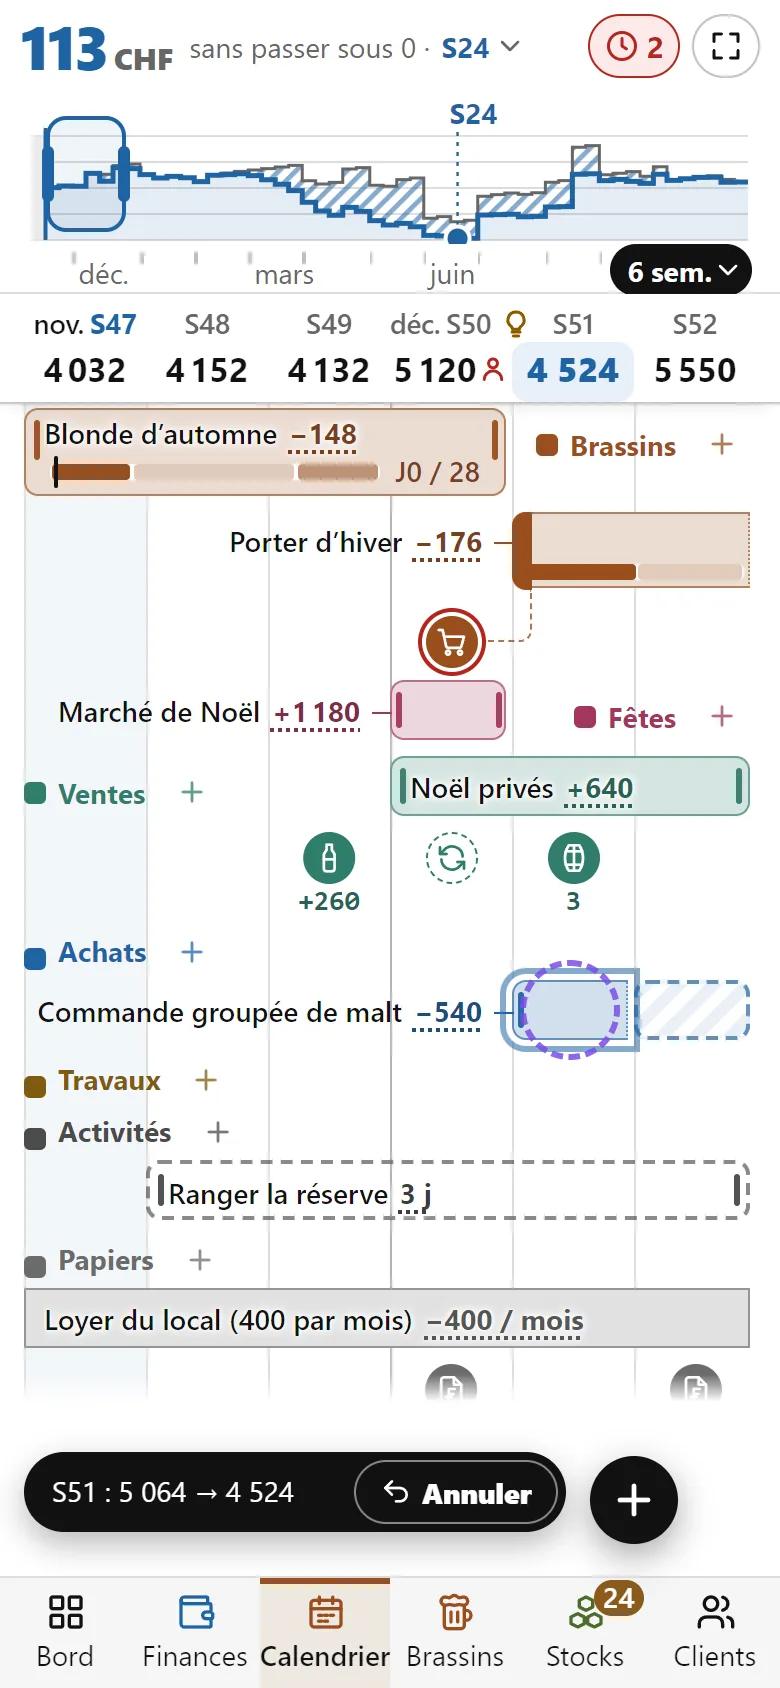 113 CHF sans passer sous 0 · S24
2
S24
déc. mars juin
6 sem.
nov. S47 S48 S49 déc. S50 S51 S52
4 032 4 152 4 132 5 120 4 524 5 550
Blonde d’automne −148
J0 / 28
Brassins +
Porter d’hiver −176
Marché de Noël +1 180
Fêtes +
Ventes +
Noël privés +640
+260 3
Achats +
Commande groupée de malt −540
Travaux +
Activités +
Ranger la réserve 3 j
Papiers +
Loyer du local (400 par mois) −400 / mois
S51 : 5 064 → 4 524
Annuler
+
24
Bord Finances Calendrier Brassins Stocks Clients